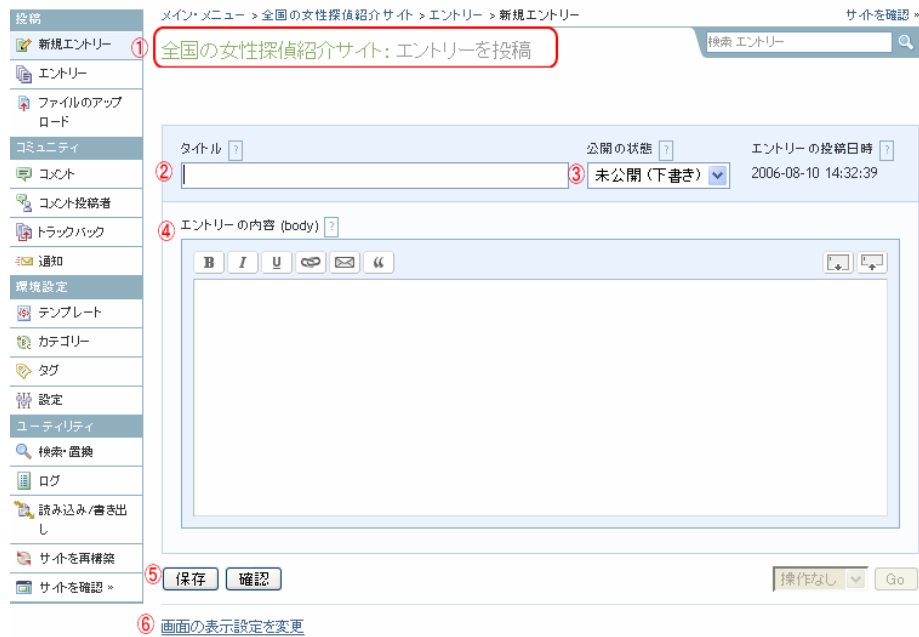 投稿
新規エントリー
エントリー
ファイルのアップ
ロード
コミュニティ
コメント
コメント投稿者
トラックバック
通知
環境設定
テンプレート
カテゴリー
タグ
設定
ユーティリティ
検索・置換
ログ
読み込み/書き出
し
サイトを再構築
サイトを確認 »
メイン・メニュー > 全国の女性探偵紹介サイト > エントリー > 新規エントリー
サイトを確認 »
① 全国の女性探偵紹介サイト: エントリーを投稿
検索 エントリー
タイトル ?
公開の状態 ?
エントリーの投稿日時 ?
②
③ 未公開 (下書き)
2006-08-10 14:32:39
④ エントリーの内容 (body) ?
B I U “
⑤ 保存 確認
操作なし Go
⑥ 画面の表示設定を変更